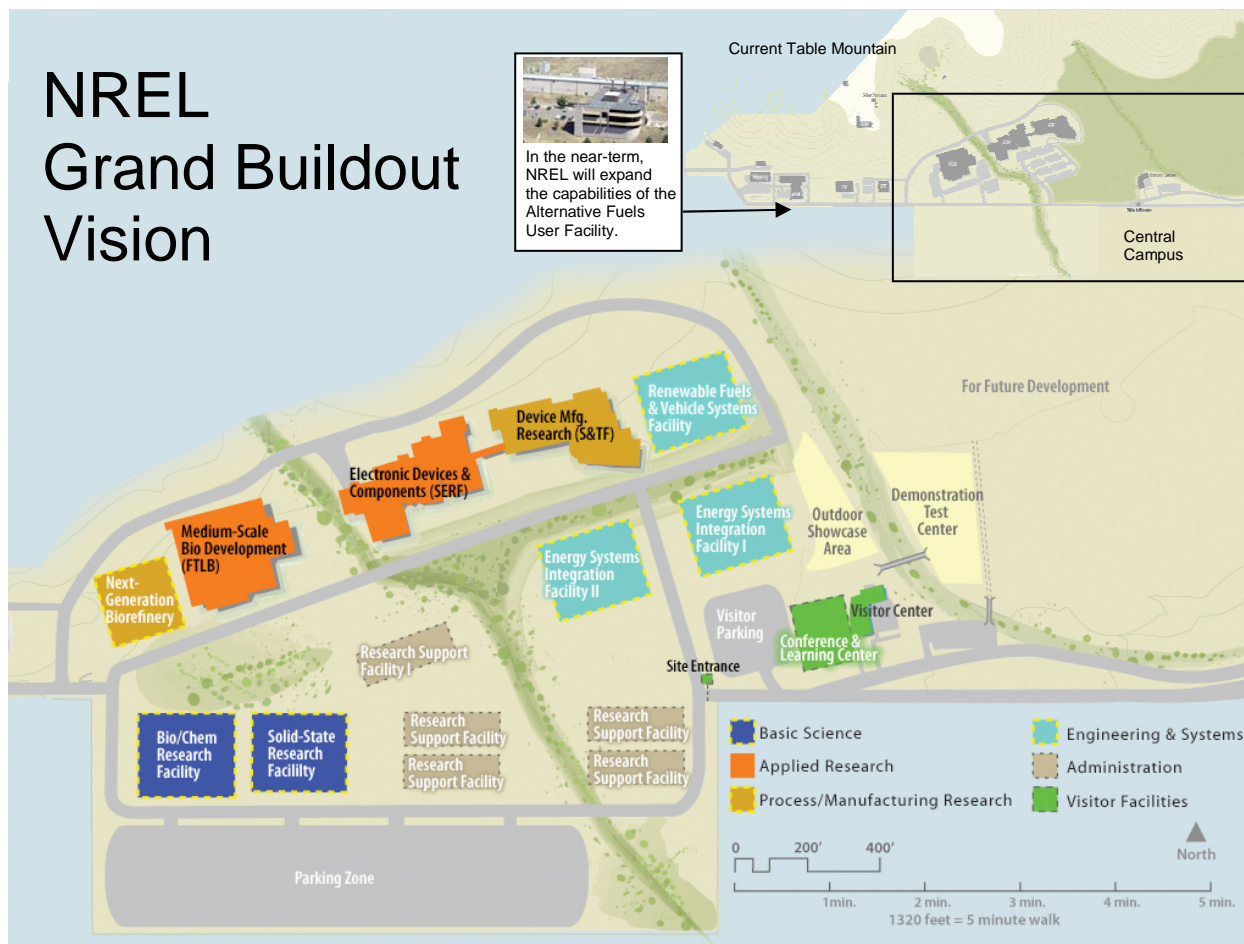 NREL
Grand Buildout
Vision
In the near-term,
NREL will expand
the capabilities of the
Alternative Fuels
User Facility.
Current Table Mountain
Central
Campus
Renewable Fuels
& Vehicle Systems
Facility
For Future Development
Device Mfg.
Research (S&TF)
Electronic Devices &
Components (SERF)
Medium-Scale
Bio Development
(FTLB)
Next-
Generation
Biorefinery
Energy Systems
Integration
Facility I
Energy Systems
Integration
Facility II
Outdoor
Showcase
Area
Demonstration
Test
Center
Visitor
Parking
Visitor Center
Conference &
Learning Center
Site Entrance
Research Support
Facility I
Bio/Chem
Research
Facility
Solid-State
Research
Facililty
Research
Support Facility
Research
Support Facility
Research
Support Facility
Research
Support Facility
Parking Zone
Basic Science
Applied Research
Process/Manufacturing Research
Engineering & Systems
Administration
Visitor Facilities
0 200' 400'
North
1min. 2 min. 3 min. 4 min. 5 min.
1320 feet = 5 minute walk